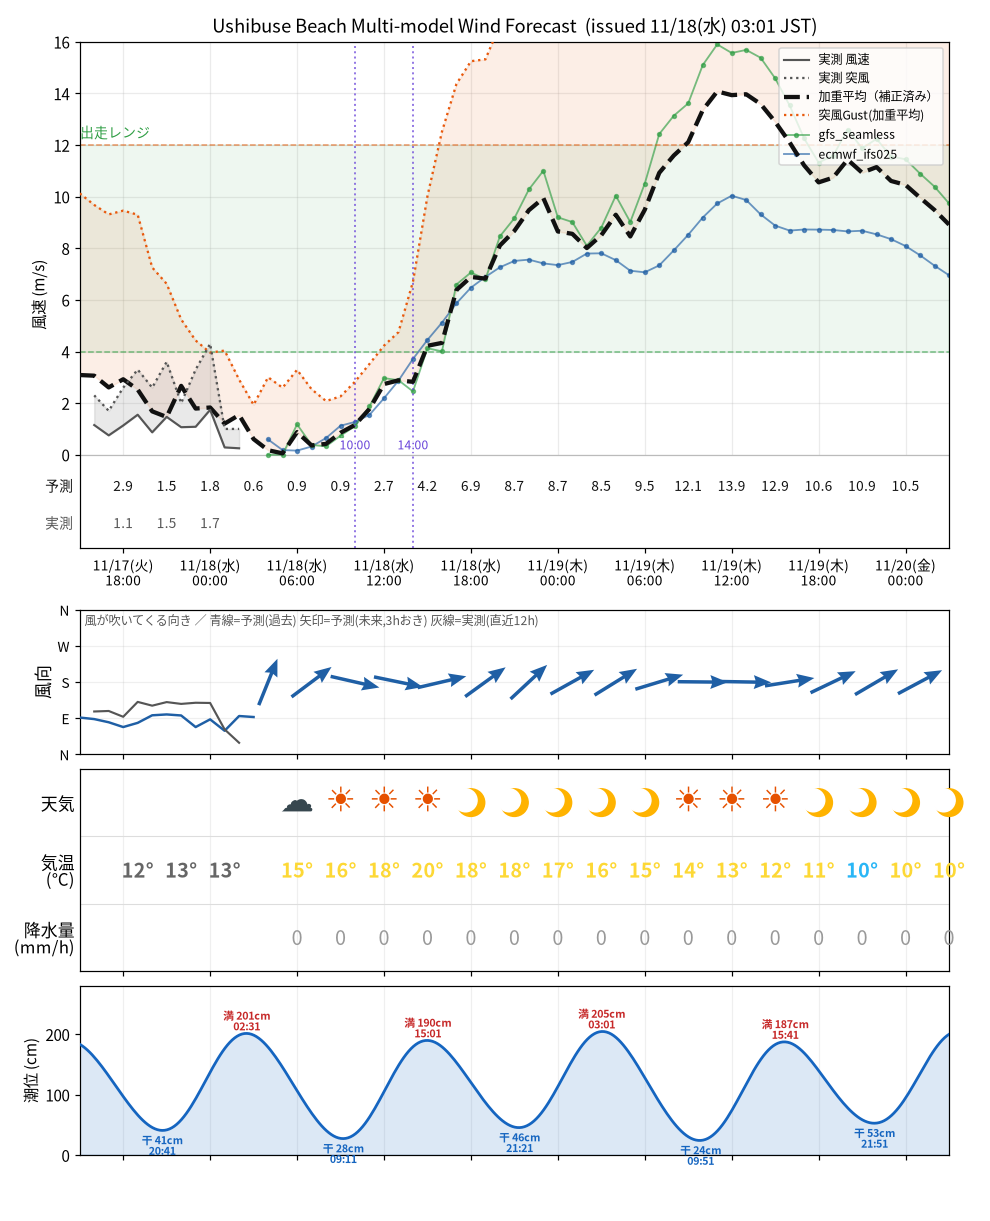 Ushibuse Beach Multi-model Wind Forecast (issued 11/18(水) 03:01 JST)
風速 (m/s)
16
14
12
10
8
6
4
2
0
出走レンジ
実測 風速
実測 突風
加重平均（補正済み）
突風Gust(加重平均)
gfs_seamless
ecmwf_ifs025
10:00 14:00
予測 2.9 1.5 1.8 0.6 0.9 0.9 2.7 4.2 6.9 8.7 8.7 8.5 9.5 12.1 13.9 12.9 10.6 10.9 10.5
実測 1.1 1.5 1.7
11/17(火) 11/18(水) 11/18(水) 11/18(水) 11/18(水) 11/19(木) 11/19(木) 11/19(木) 11/19(木) 11/20(金)
18:00 00:00 06:00 12:00 18:00 00:00 06:00 12:00 18:00 00:00
風向
N
W
S
E
N
風が吹いてくる向き ／ 青線=予測(過去) 矢印=予測(未来,3hおき) 灰線=実測(直近12h)
天気
気温
(℃)
12° 13° 13° 15° 16° 18° 20° 18° 18° 17° 16° 15° 14° 13° 12° 11° 10° 10° 10°
降水量
(mm/h)
0 0 0 0 0 0 0 0 0 0 0 0 0 0 0 0
潮位 (cm)
200
100
0
満 201cm
02:31
満 190cm
15:01
満 205cm
03:01
満 187cm
15:41
干 41cm
20:41
干 28cm
09:11
干 46cm
21:21
干 24cm
09:51
干 53cm
21:51